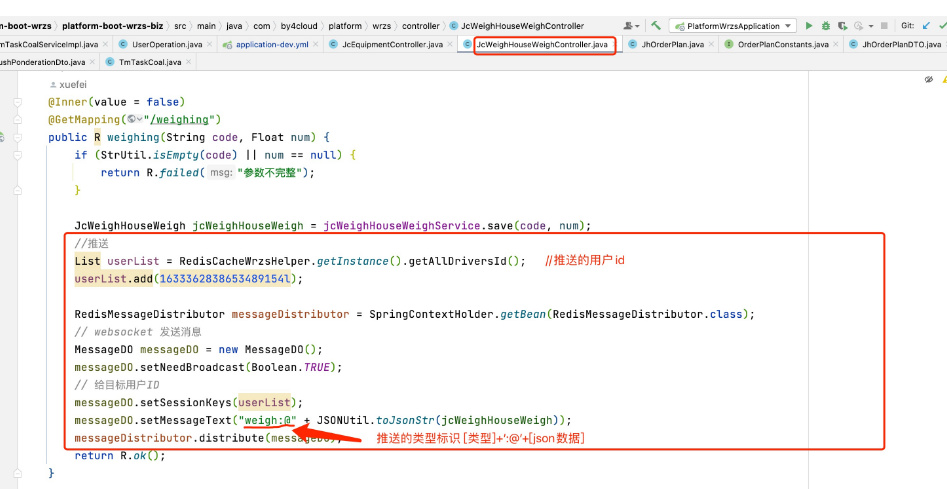 rm-boot-wrzs › platform-boot-wrzs-biz › src › main › java › com › by4cloud › platform › wrzs › controller › JcWeighHouseWeighController PlatformWrzsApplication Git:
mTaskCoalServiceImpl.java UserOperation.java application-dev.yml JcEquipmentController.java JcWeighHouseWeighController.java JhOrderPlan.java OrderPlanConstants.java JhOrderPlanDTO.java
ushPonderationDto.java TmTaskCoal.java
xuefei
@Inner(value = false)
@GetMapping("/weighing")
public R weighing(String code, Float num) {
if (StrUtil.isEmpty(code) || num == null) {
return R.failed( msg: "参数不完整");
}
JcWeighHouseWeigh jcWeighHouseWeigh = jcWeighHouseWeighService.save(code, num);
//推送
List userList = RedisCacheWrzsHelper.getInstance().getAllDriversId(); //推送的用户id
userList.add(1633362838653489154l);
RedisMessageDistributor messageDistributor = SpringContextHolder.getBean(RedisMessageDistributor.class);
// websocket 发送消息
MessageDO messageDO = new MessageDO();
messageDO.setNeedBroadcast(Boolean.TRUE);
// 给目标用户ID
messageDO.setSessionKeys(userList);
messageDO.setMessageText("weigh:@" + JSONUtil.toJsonStr(jcWeighHouseWeigh));
messageDistributor.distribute(messageDO); 推送的类型标识 [类型]+':@'+[json数据]
return R.ok();
}